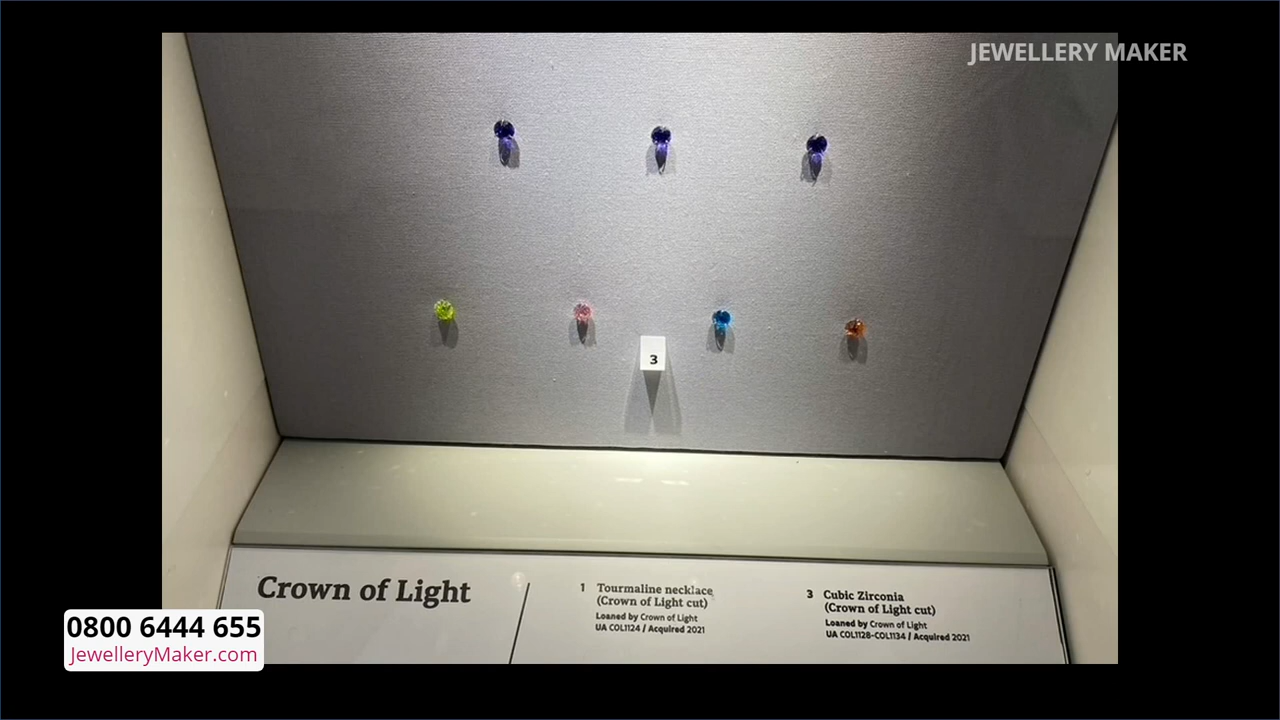 JEWELLERY MAKER
3
Crown of Light
1 Tourmaline necklace
(Crown of Light cut)
Loaned by Crown of Light
UA COL1124 / Acquired 2021
3 Cubic Zirconia
(Crown of Light cut)
Loaned by Crown of Light
UA COL1128-COL1134 / Acquired 2021
0800 6444 655
JewelleryMaker.com